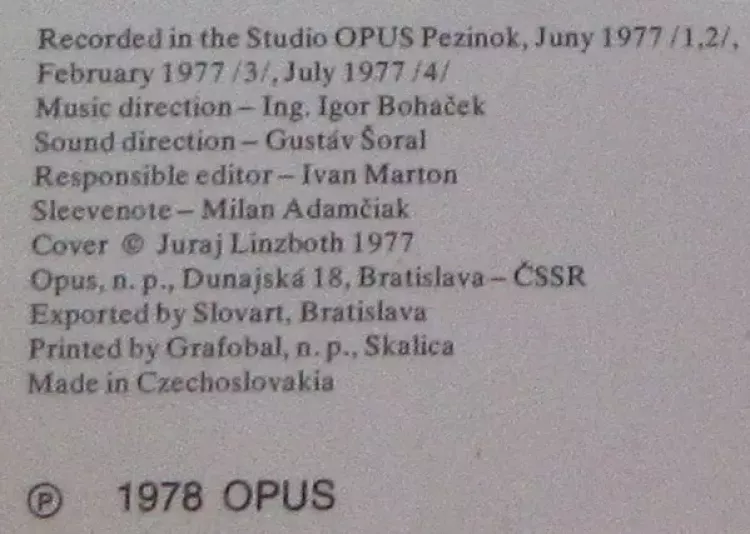 Recorded in the Studio OPUS Pezinok, Juny 1977 /1,2/,
February 1977 /3/, July 1977 /4/
Music direction – Ing. Igor Bohaček
Sound direction – Gustáv Šoral
Responsible editor – Ivan Marton
Sleevenote – Milan Adamčiak
Cover © Juraj Linzboth 1977
Opus, n. p., Dunajská 18, Bratislava – ČSSR
Exported by Slovart, Bratislava
Printed by Grafobal, n. p., Skalica
Made in Czechoslovakia
℗ 1978 OPUS